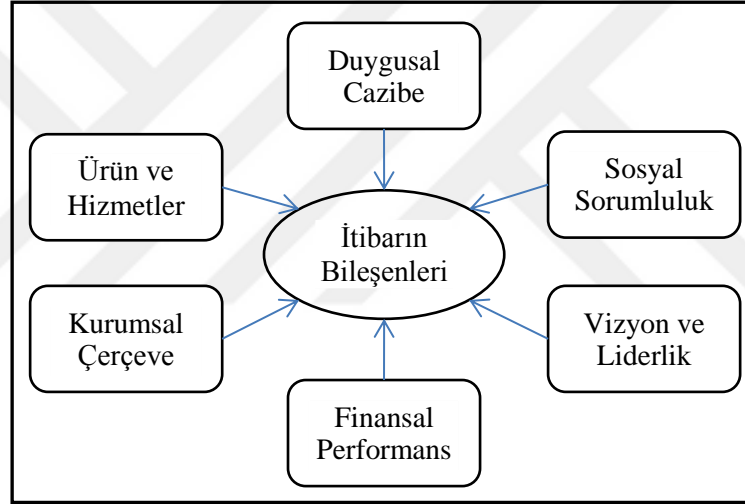 Duygusal
Cazibe
Ürün ve
Hizmetler
Sosyal
Sorumluluk
İtibarın
Bileşenleri
Kurumsal
Çerçeve
Vizyon ve
Liderlik
Finansal
Performans